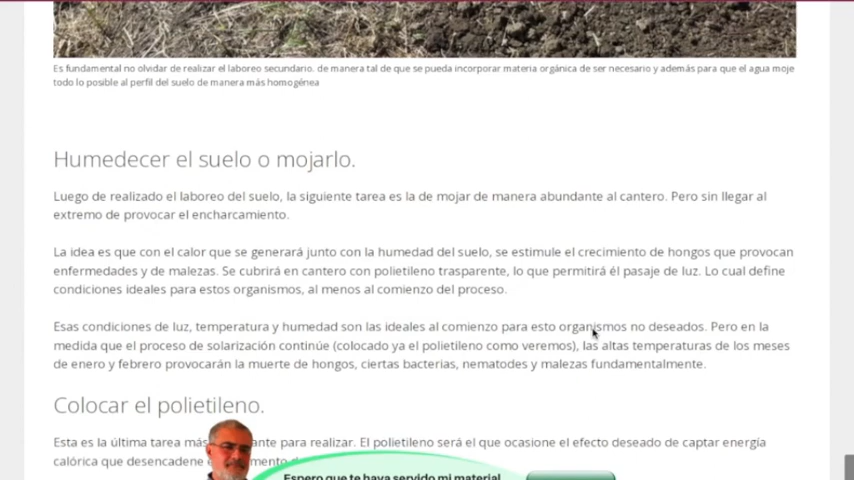 Es fundamental no olvidar de realizar el laboreo secundario. de manera tal de que se pueda incorporar materia orgánica de ser necesario y además para que el agua moje
todo lo posible al perfil del suelo de manera más homogénea
Humedecer el suelo o mojarlo.
Luego de realizado el laboreo del suelo, la siguiente tarea es la de mojar de manera abundante al cantero. Pero sin llegar al
extremo de provocar el encharcamiento.
La idea es que con el calor que se generará junto con la humedad del suelo, se estimule el crecimiento de hongos que provocan
enfermedades y de malezas. Se cubrirá en cantero con polietileno trasparente, lo que permitirá él pasaje de luz. Lo cual define
condiciones ideales para estos organismos, al menos al comienzo del proceso.
Esas condiciones de luz, temperatura y humedad son las ideales al comienzo para esto organismos no deseados. Pero en la
medida que el proceso de solarización continúe (colocado ya el polietileno como veremos), las altas temperaturas de los meses
de enero y febrero provocarán la muerte de hongos, ciertas bacterias, nematodes y malezas fundamentalmente.
Colocar el polietileno.
Esta es la última tarea más ante para realizar. El polietileno será el que ocasione el efecto deseado de captar energía
calórica que desencadene
Espero que te haya servido mi material